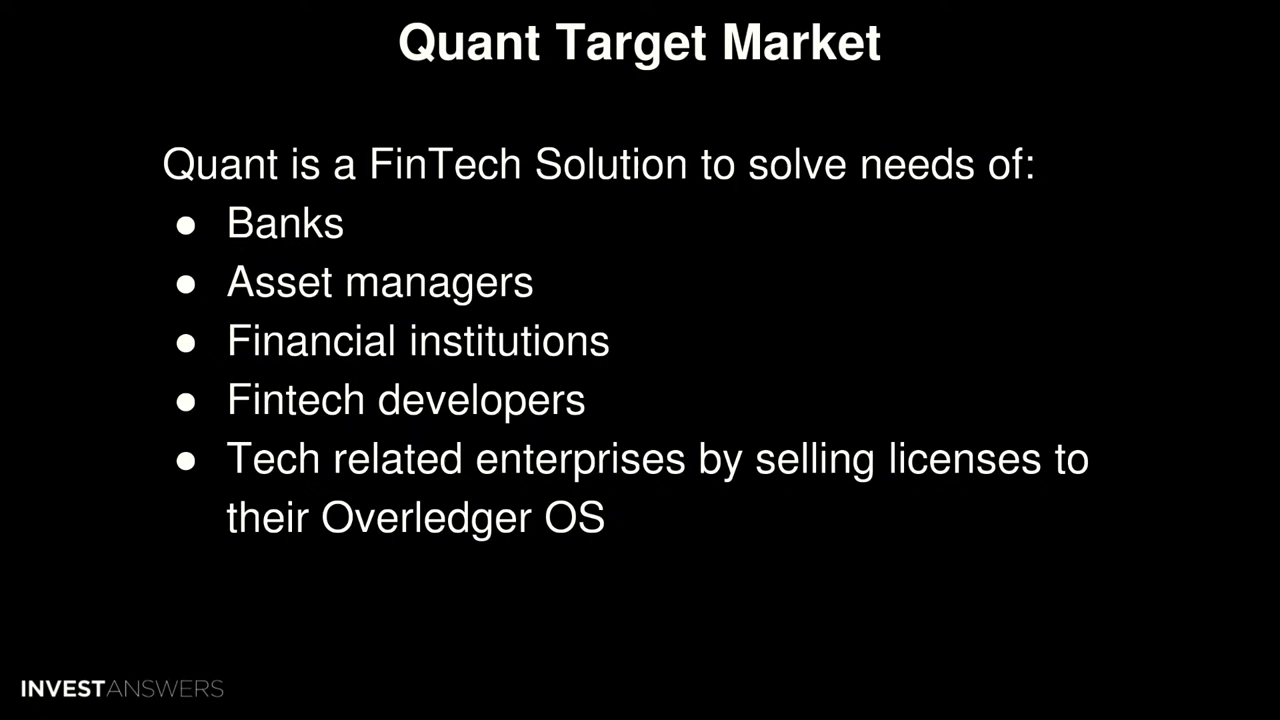 Quant Target Market
Quant is a FinTech Solution to solve needs of:
● Banks
● Asset managers
● Financial institutions
● Fintech developers
● Tech related enterprises by selling licenses to
their Overledger OS
INVESTANSWERS